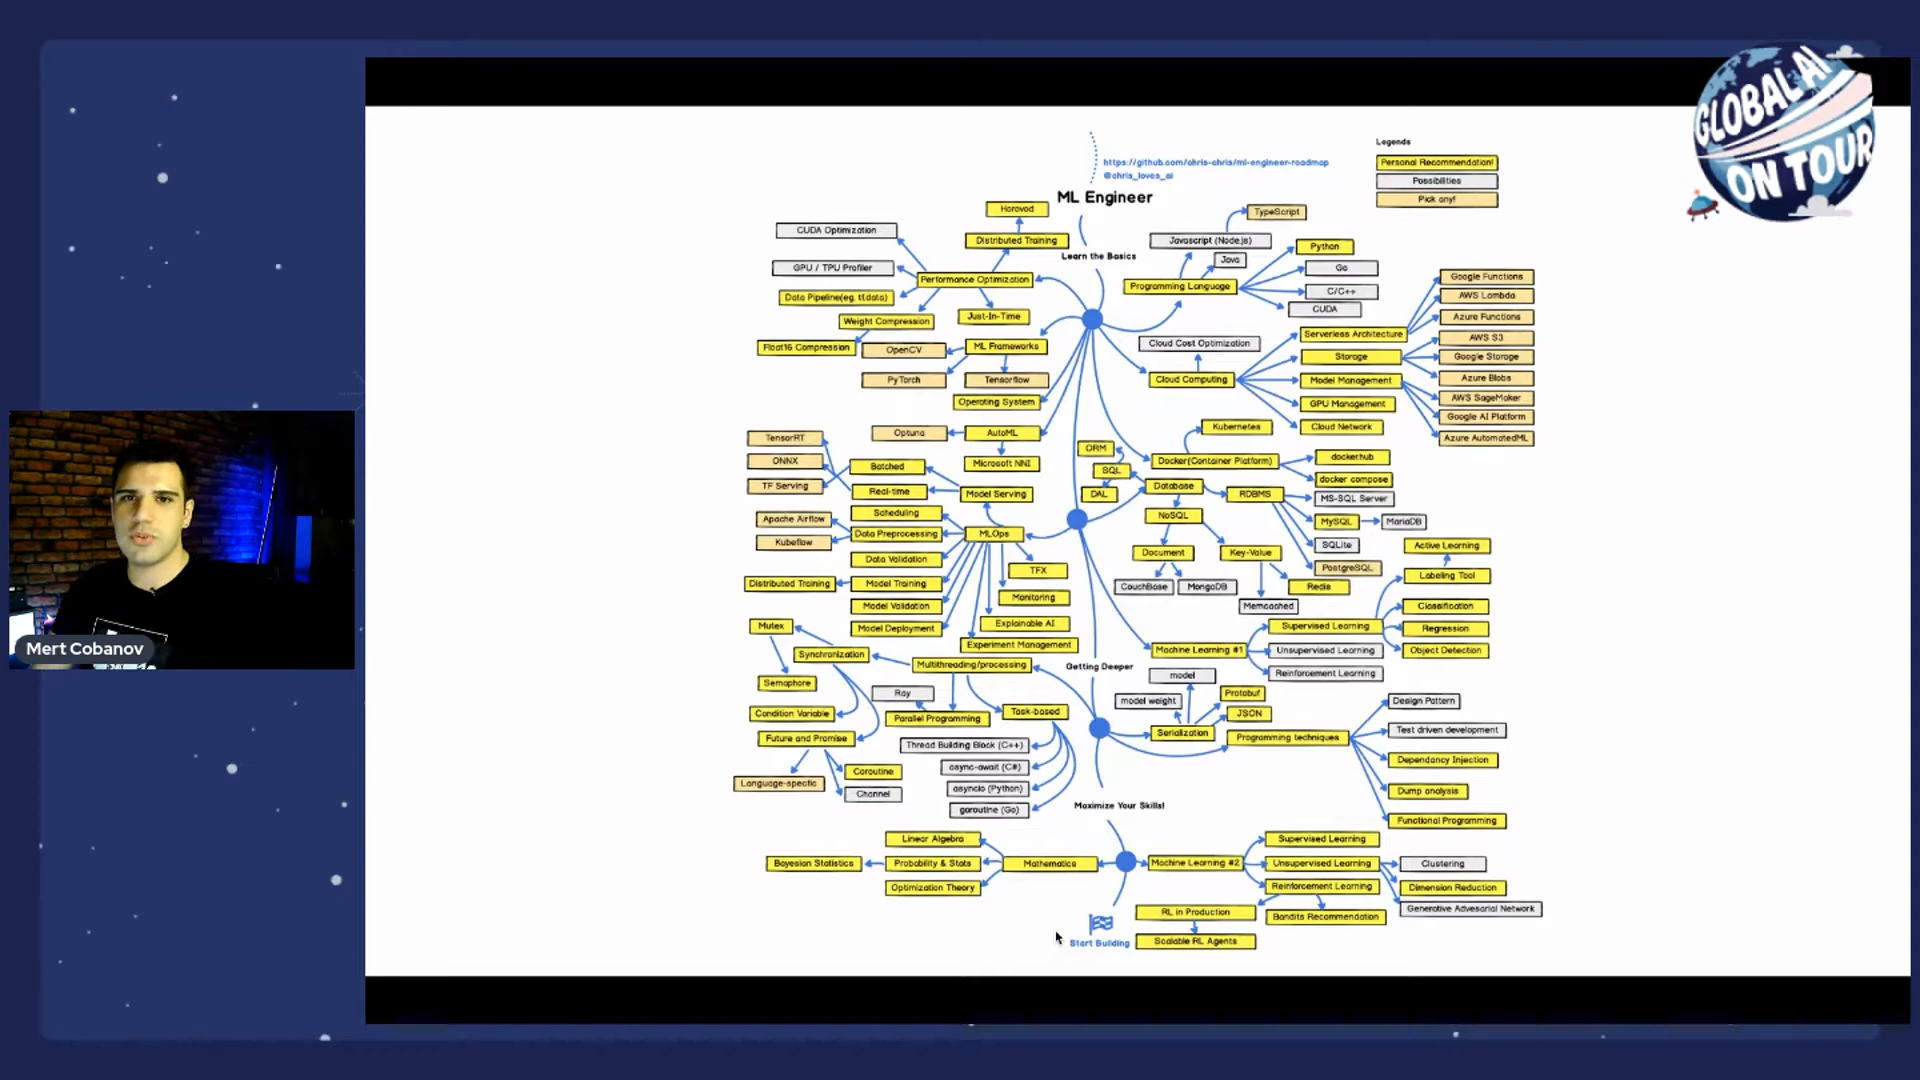 GLOBAL AI
ON TOUR
Mert Cobanov
https://github.com/chris-chris/ml-engineer-roadmap
@chris_loves_ai
Legends
Personal Recommendation!
Possibilities
Pick any!
ML Engineer
Learn the Basics
Horovod
Distributed Training
CUDA Optimization
GPU / TPU Profiler
Performance Optimization
Data Pipeline(eg. tf.data)
Weight Compression
Just-In-Time
Float16 Compression
OpenCV
ML Frameworks
PyTorch
Tensorflow
Operating System
Optuna
AutoML
Microsoft NNI
TypeScript
Javascript (Node.js)
Java
Python
Go
C/C++
CUDA
Programming Language
Cloud Cost Optimization
Cloud Computing
Serverless Architecture
Storage
Model Management
GPU Management
Cloud Network
Google Functions
AWS Lambda
Azure Functions
AWS S3
Google Storage
Azure Blobs
AWS SageMaker
Google AI Platform
Azure AutomatedML
Kubernetes
Docker(Container Platform)
dockerhub
docker compose
ORM
SQL
DAL
Database
RDBMS
MS-SQL Server
MySQL
MariaDB
SQLite
PostgreSQL
NoSQL
Document
Key-Value
CouchBase
MongoDB
Redis
Memcached
TensorRT
ONNX
TF Serving
Batched
Real-time
Model Serving
Scheduling
Apache Airflow
Kubeflow
Data Preprocessing
MLOps
Data Validation
Distributed Training
Model Training
Model Validation
Model Deployment
TFX
Monitoring
Explainable AI
Experiment Management
Active Learning
Labeling Tool
Classification
Regression
Object Detection
Supervised Learning
Machine Learning #1
Unsupervised Learning
Reinforcement Learning
Getting Deeper
Mutex
Synchronization
Multithreading/processing
Semaphore
Condition Variable
Future and Promise
Language-specfic
Coroutine
Channel
Ray
Parallel Programming
Task-based
Thread Building Block (C++)
async-await (C#)
asyncio (Python)
goroutine (Go)
model
model weight
Protobuf
JSON
Serialization
Programming techniques
Design Pattern
Test driven development
Dependancy Injection
Dump analysis
Functional Programming
Maximize Your Skills!
Linear Algebra
Bayesian Statistics
Probability & Stats
Mathematics
Optimization Theory
Machine Learning #2
Supervised Learning
Unsupervised Learning
Reinforcement Learning
Clustering
Dimension Reduction
Generative Adversarial Network
RL in Production
Bandits Recommendation
Scalable RL Agents
Start Building